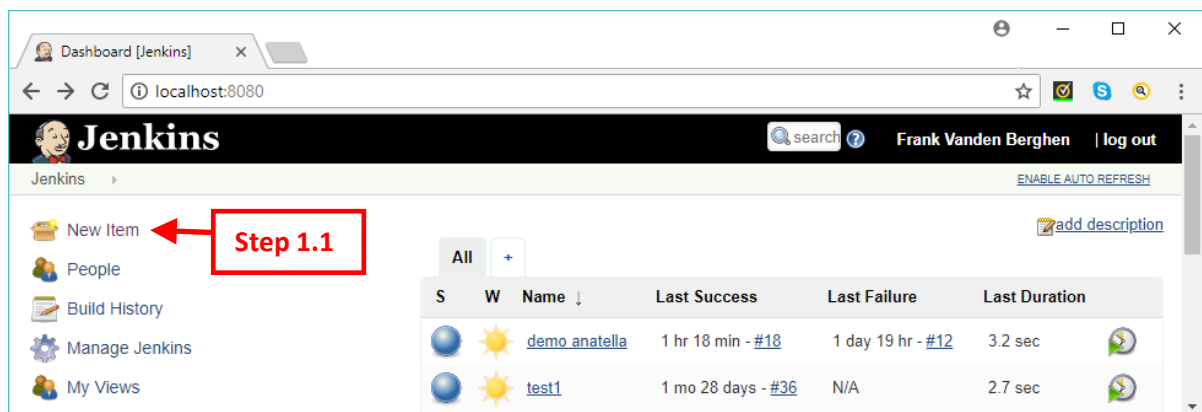 Dashboard [Jenkins]
localhost:8080
Jenkins
search
Frank Vanden Berghen | log out
Jenkins
ENABLE AUTO REFRESH
New Item
Step 1.1
add description
People
All +
Build History
S W Name ↓ Last Success Last Failure Last Duration
Manage Jenkins
demo anatella 1 hr 18 min - #18 1 day 19 hr - #12 3.2 sec
My Views
test1 1 mo 28 days - #36 N/A 2.7 sec